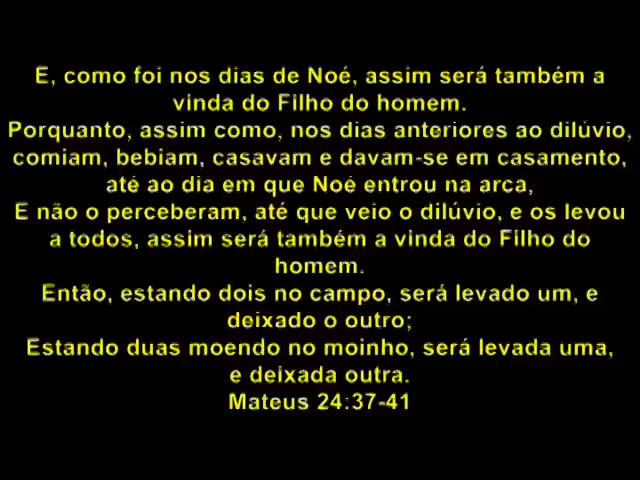 E, como foi nos dias de Noé, assim será também a
vinda do Filho do homem.
Porquanto, assim como, nos dias anteriores ao dilúvio,
comiam, bebiam, casavam e davam-se em casamento,
até ao dia em que Noé entrou na arca,
E não o perceberam, até que veio o dilúvio, e os levou
a todos, assim será também a vinda do Filho do
homem.
Então, estando dois no campo, será levado um, e
deixado o outro;
Estando duas moendo no moinho, será levada uma,
e deixada outra.
Mateus 24:37-41